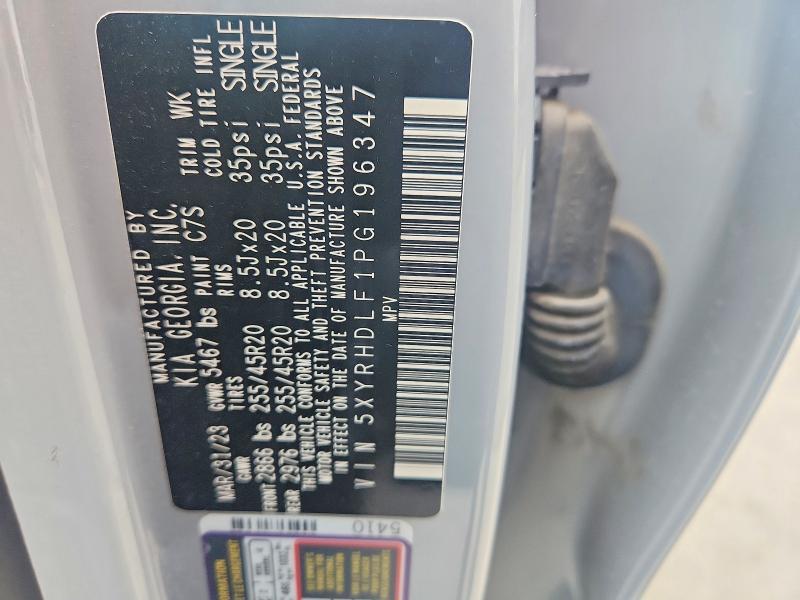 MANUFACTURED BY
KIA GEORGIA, INC.
MAR/31/23 GVWR 5467 bs PAINT C7S TRIM WK
GAWR TIRES RIMS COLD TIRE INFL
FRONT 2866 bs 255/45R20 8.5Jx20 35psi SINGLE
REAR 2976 bs 255/45R20 8.5Jx20 35psi SINGLE
THIS VEHICLE CONFORMS TO ALL APPLICABLE U.S.A. FEDERAL
MOTOR VEHICLE SAFETY AND THEFT PREVENTION STANDARDS
IN EFFECT ON THE DATE OF MANUFACTURE SHOWN ABOVE
VIN 5XYRHDLF1PG196347
MPV
5410